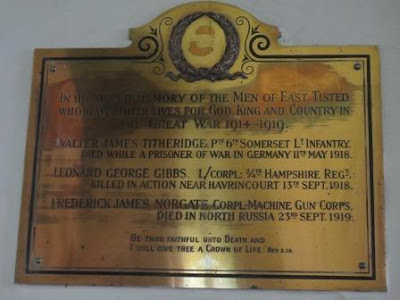 IN HONOURED MEMORY OF THE MEN OF EAST TISTED
WHO GAVE THEIR LIVES FOR GOD, KING AND COUNTRY IN
THE GREAT WAR 1914-1919.
WALTER JAMES TITHERIDGE, PTE 6TH SOMERSET LT INFANTRY.
DIED WHILE A PRISONER OF WAR IN GERMANY 11TH MAY 1918.
LEONARD GEORGE GIBBS. L/CORPL: 2/4TH HAMPSHIRE REGT.
KILLED IN ACTION NEAR HAVRINCOURT 13TH SEPT. 1918.
FREDERICK JAMES NORGATE, CORPL: MACHINE GUN CORPS.
DIED IN NORTH RUSSIA 23RD SEPT. 1919.
BE THOU FAITHFUL UNTO DEATH AND
I WILL GIVE THEE A CROWN OF LIFE. REV 2.10.